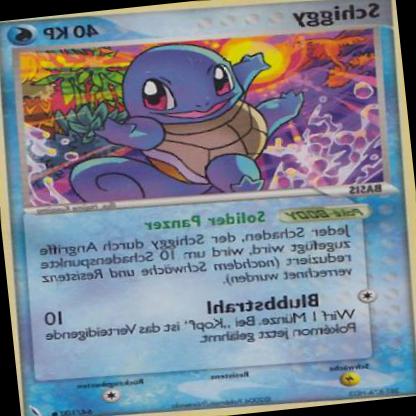 Schiggy 40 KP
BASIS
Poké-BODY Solider Panzer
Jeder Schaden, der Schiggy durch Angriffe
zugefügt wird, wird um 10 Schadenspunkte
reduziert (nachdem Schwäche und Resistenz
verrechnet wurden).
Blubbstrahl 10
Wirf 1 Münze. Bei „Kopf" ist das Verteidigende
Pokémon jetzt gelähmt.
Schwäche Resistenz Rückzugskosten
64/100